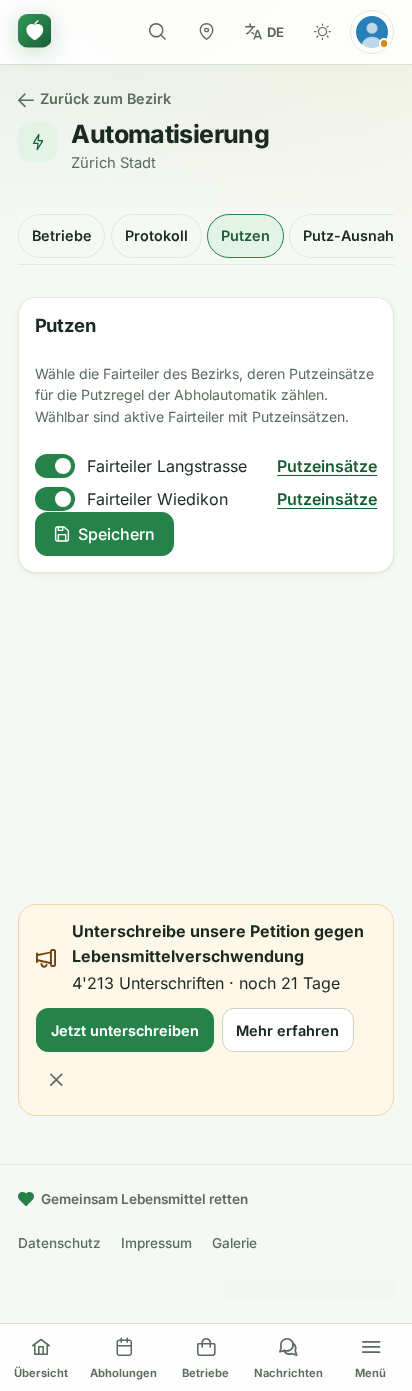 DE
Zurück zum Bezirk
Automatisierung
Zürich Stadt
Betriebe Protokoll Putzen Putz-Ausnah
Putzen
Wähle die Fairteiler des Bezirks, deren Putzeinsätze
für die Putzregel der Abholautomatik zählen.
Wählbar sind aktive Fairteiler mit Putzeinsätzen.
Fairteiler Langstrasse Putzeinsätze
Fairteiler Wiedikon Putzeinsätze
Speichern
Unterschreibe unsere Petition gegen
Lebensmittelverschwendung
4'213 Unterschriften · noch 21 Tage
Jetzt unterschreiben Mehr erfahren
Gemeinsam Lebensmittel retten
Datenschutz Impressum Galerie
Übersicht Abholungen Betriebe Nachrichten Menü